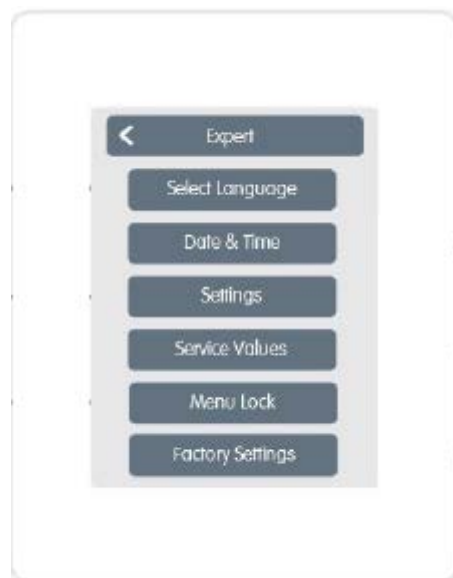 Expert
Select Language
Date & Time
Settings
Service Values
Menu Lock
Factory Settings